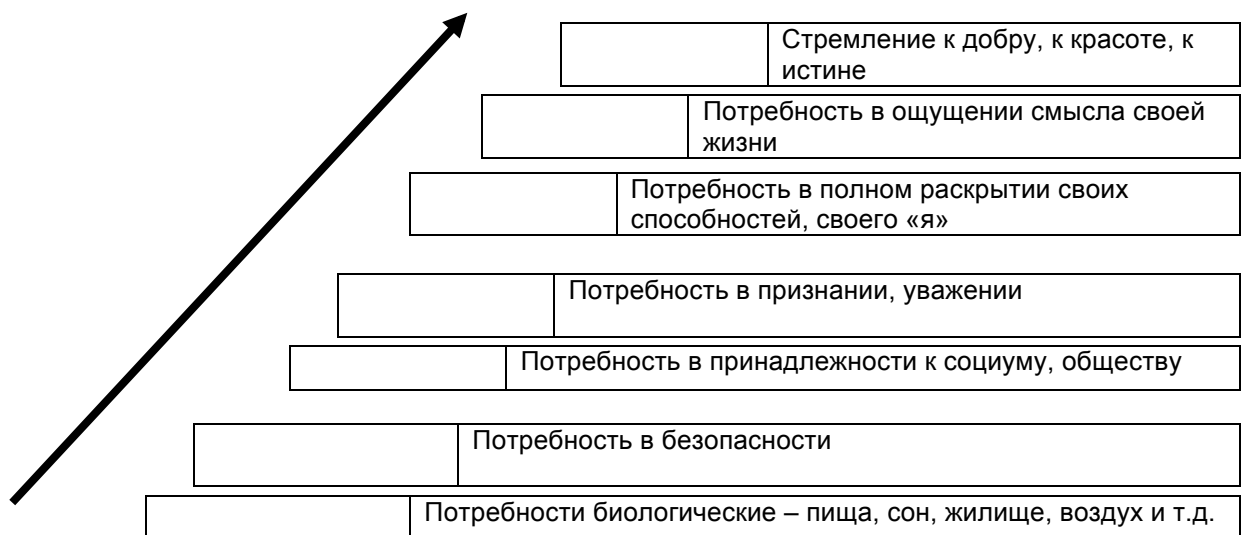 Стремление к добру, к красоте, к
истине
Потребность в ощущении смысла своей
жизни
Потребность в полном раскрытии своих
способностей, своего «я»
Потребность в признании, уважении
Потребность в принадлежности к социуму, обществу
Потребность в безопасности
Потребности биологические – пища, сон, жилище, воздух и т.д.